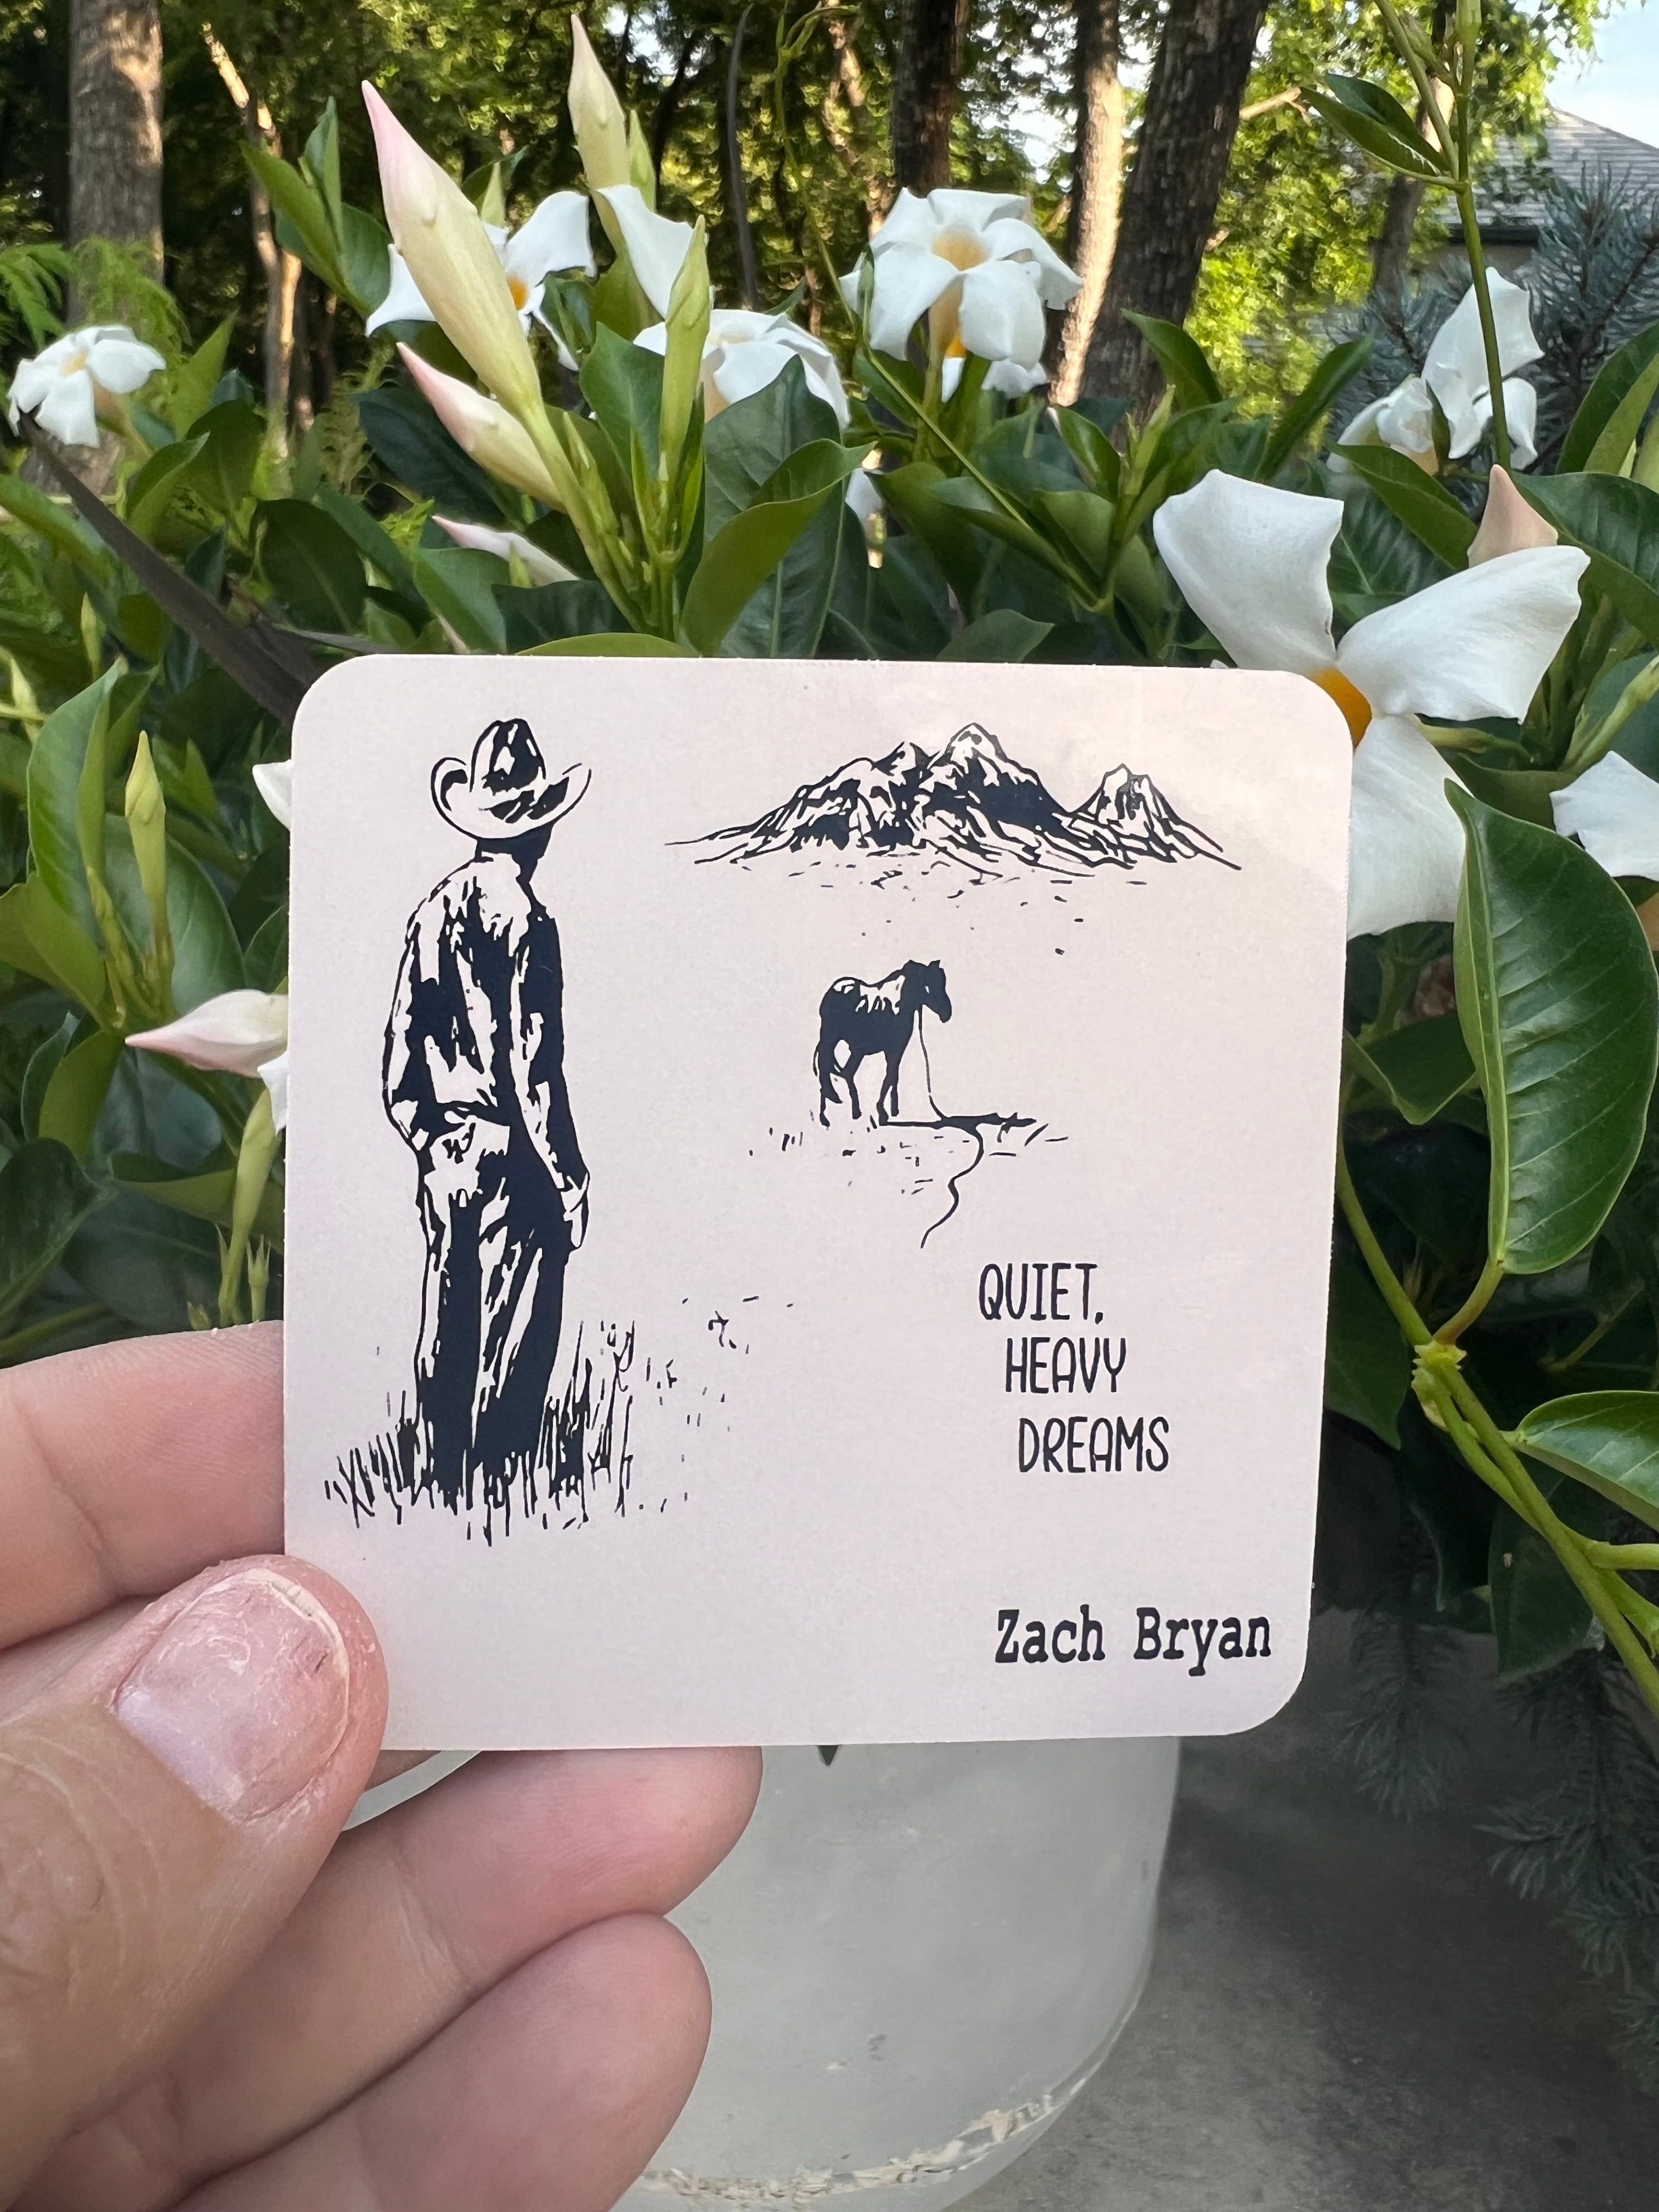 QUIET,
HEAVY
DREAMS
Zach Bryan